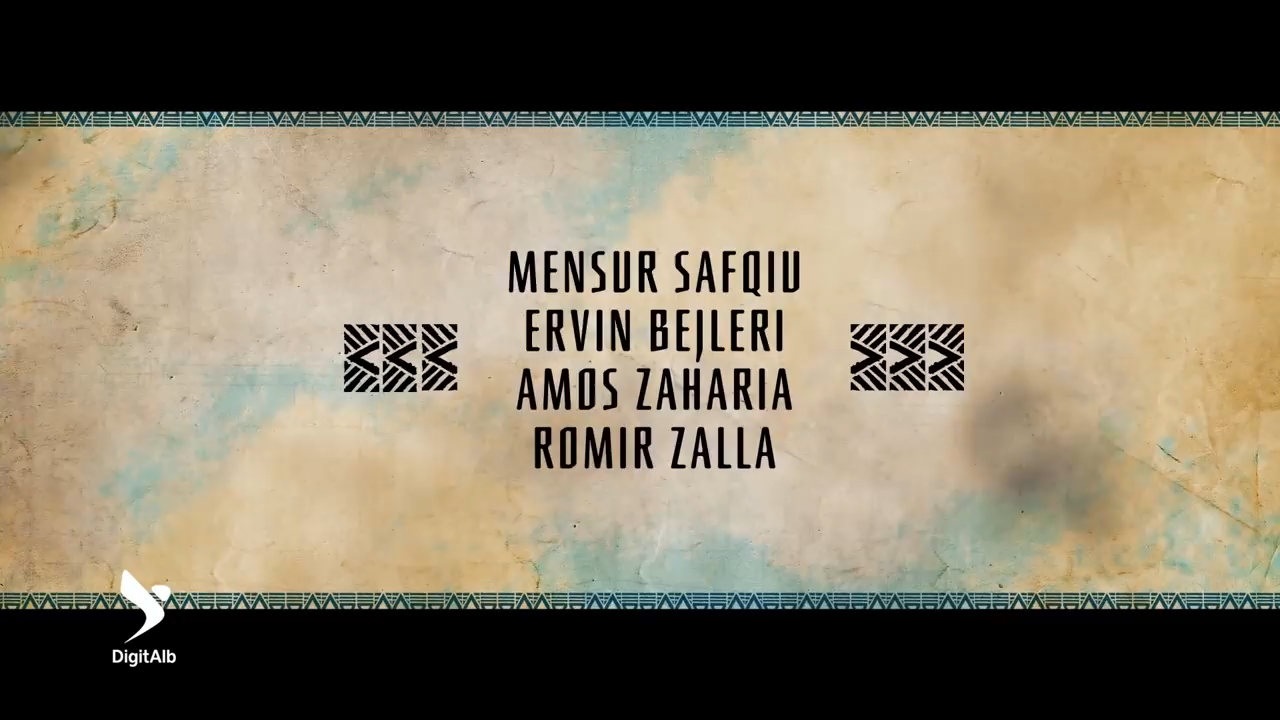 MENSUR SAFQIU
ERVIN BEJLERI
AMOS ZAHARIA
ROMIR ZALLA
DigitAlb